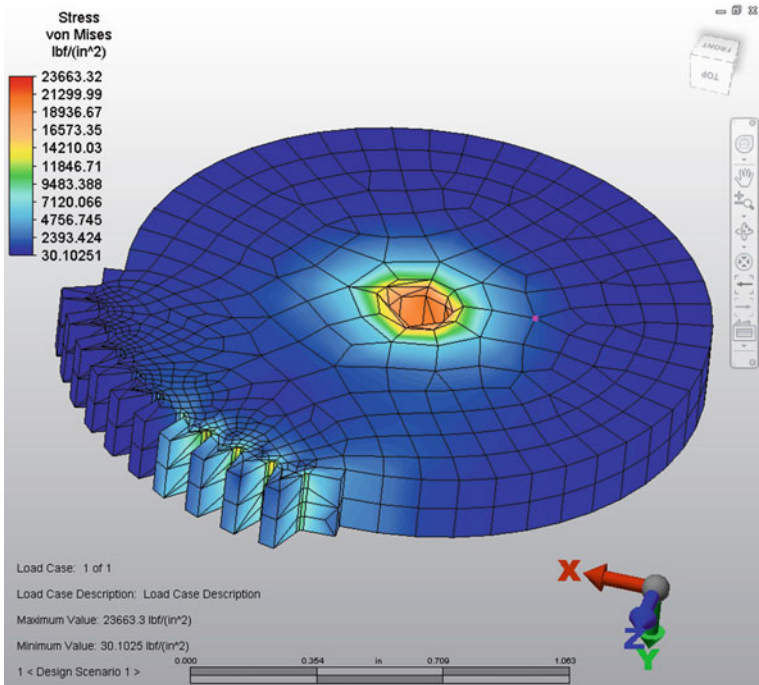 Stress
von Mises
lbf/(in^2)
23663.32
21299.99
18936.67
16573.35
14210.03
11846.71
9483.388
7120.066
4756.745
2393.424
30.10251
FRONT
TOP
Load Case: 1 of 1
Load Case Description: Load Case Description
Maximum Value: 23663.3 lbf/(in^2)
Minimum Value: 30.1025 lbf/(in^2)
1 < Design Scenario 1 >
0.000 0.354 in 0.709 1.063
X
Z
Y